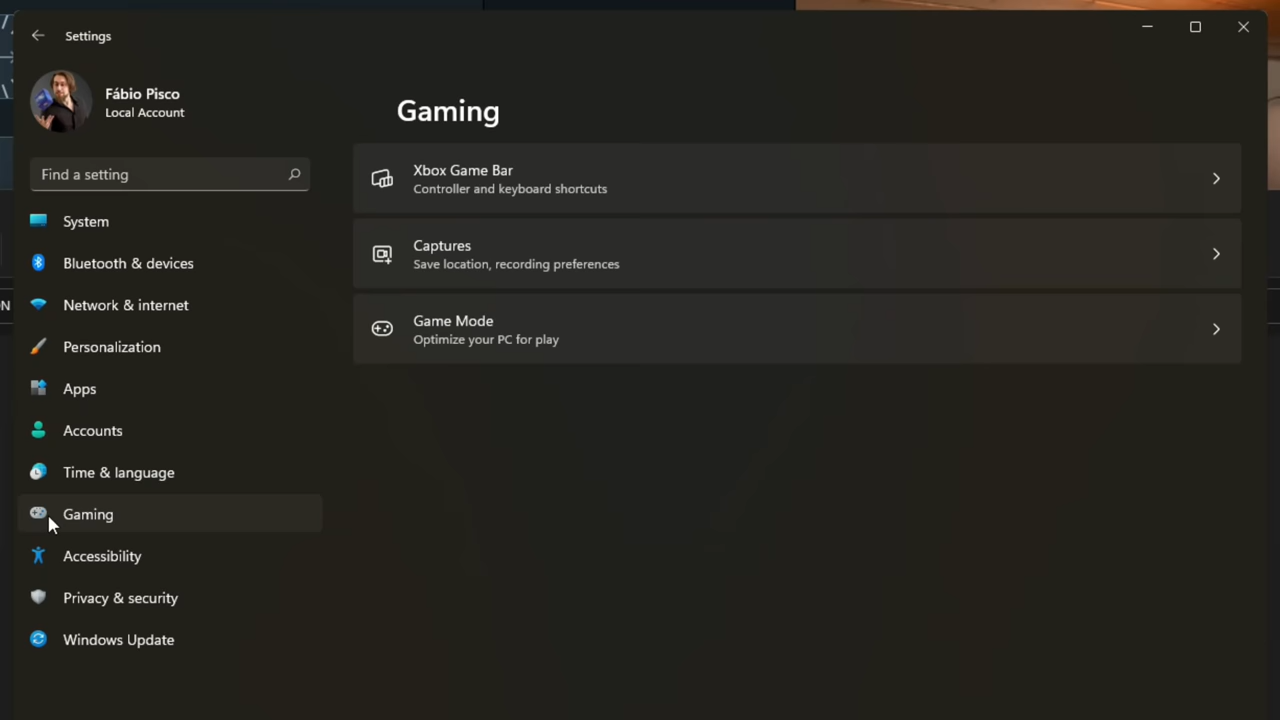 Settings
Fábio Pisco
Local Account
Find a setting
System
Bluetooth & devices
Network & internet
Personalization
Apps
Accounts
Time & language
Gaming
Accessibility
Privacy & security
Windows Update
Gaming
Xbox Game Bar
Controller and keyboard shortcuts
Captures
Save location, recording preferences
Game Mode
Optimize your PC for play